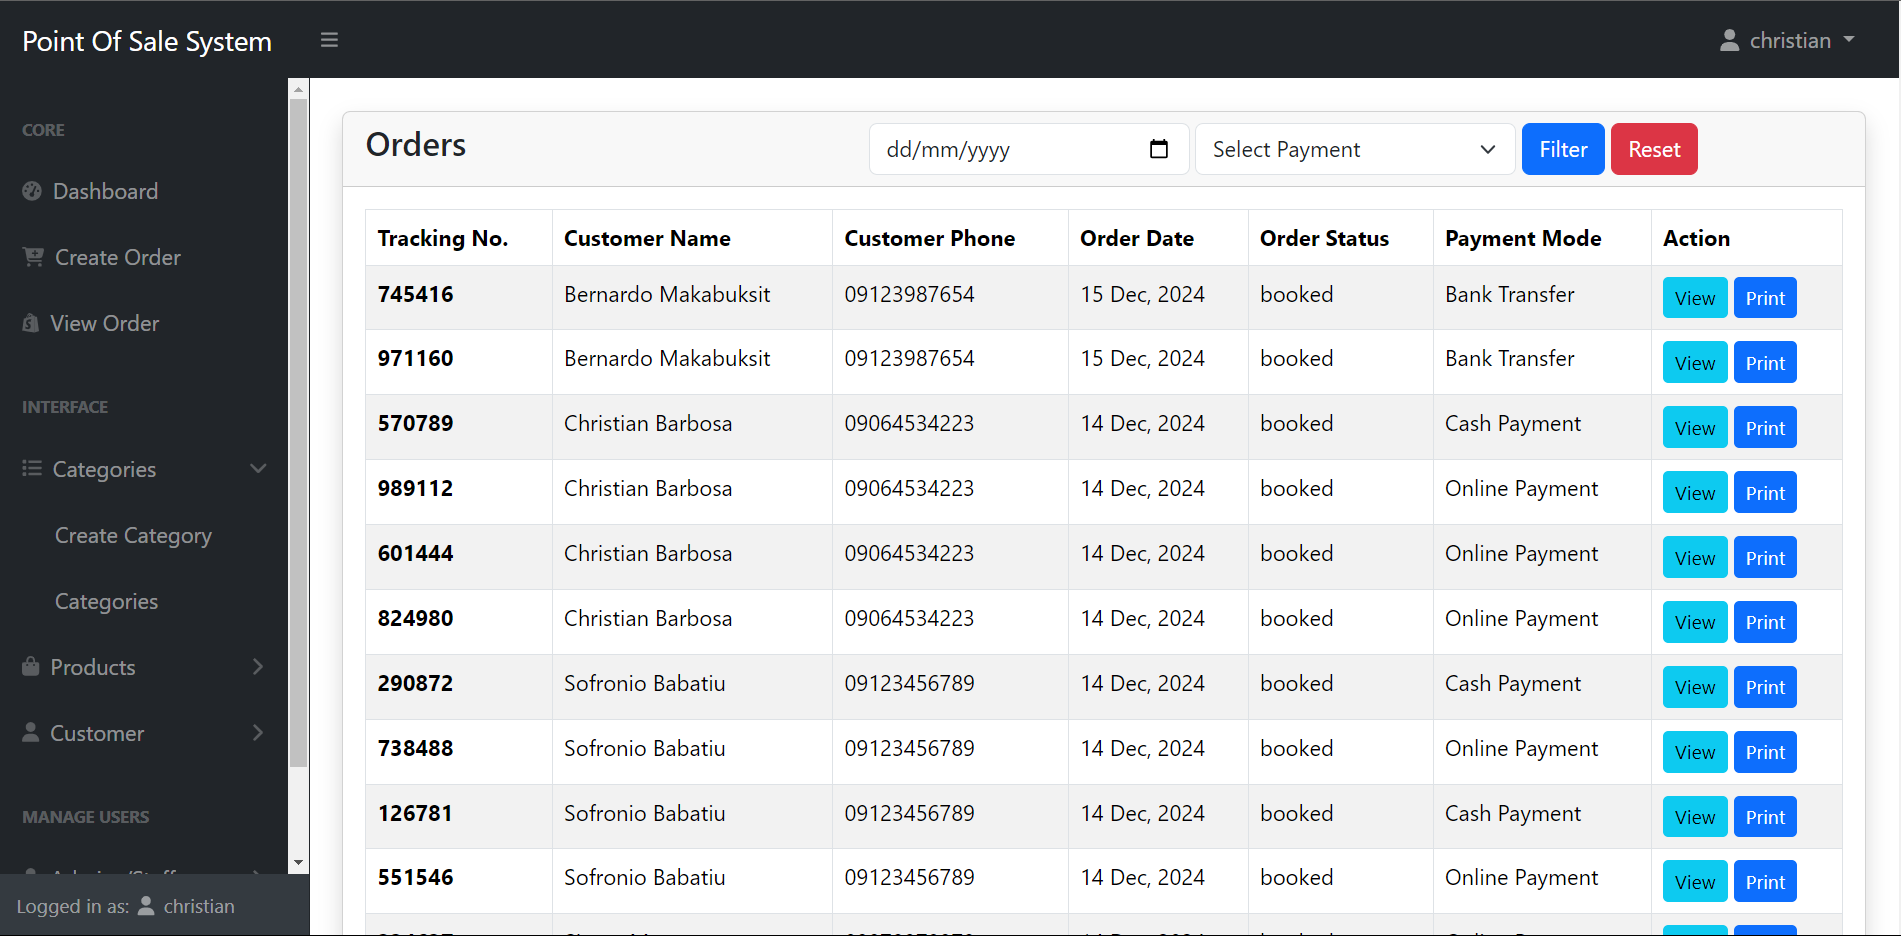 Point Of Sale System
christian
CORE
Dashboard
Create Order
View Order
INTERFACE
Categories
Create Category
Categories
Products
Customer
MANAGE USERS
Logged in as: christian
Orders dd/mm/yyyy Select Payment Filter Reset
Tracking No. Customer Name Customer Phone Order Date Order Status Payment Mode Action
745416 Bernardo Makabuksit 09123987654 15 Dec, 2024 booked Bank Transfer View Print
971160 Bernardo Makabuksit 09123987654 15 Dec, 2024 booked Bank Transfer View Print
570789 Christian Barbosa 09064534223 14 Dec, 2024 booked Cash Payment View Print
989112 Christian Barbosa 09064534223 14 Dec, 2024 booked Online Payment View Print
601444 Christian Barbosa 09064534223 14 Dec, 2024 booked Online Payment View Print
824980 Christian Barbosa 09064534223 14 Dec, 2024 booked Online Payment View Print
290872 Sofronio Babatiu 09123456789 14 Dec, 2024 booked Cash Payment View Print
738488 Sofronio Babatiu 09123456789 14 Dec, 2024 booked Online Payment View Print
126781 Sofronio Babatiu 09123456789 14 Dec, 2024 booked Cash Payment View Print
551546 Sofronio Babatiu 09123456789 14 Dec, 2024 booked Online Payment View Print